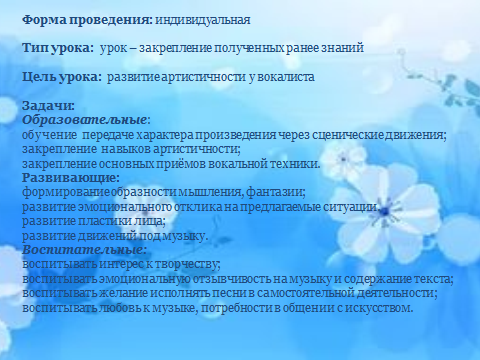 Форма проведения: индивидуальная
Тип урока: урок – закрепление полученных ранее знаний
Цель урока: развитие артистичности у вокалиста
Задачи:
Образовательные:
обучение передаче характера произведения через сценические движения;
закрепление навыков артистичности;
закрепление основных приёмов вокальной техники.
Развивающие:
формирование образности мышления, фантазии;
развитие эмоционального отклика на предлагаемые ситуации.
развитие пластики лица;
развитие движений под музыку.
Воспитательные:
воспитывать интерес к творчеству;
воспитывать эмоциональную отзывчивость на музыку и содержание текста;
воспитывать желание исполнять песни в самостоятельной деятельности;
воспитывать любовь к музыке, потребности в общении с искусством.